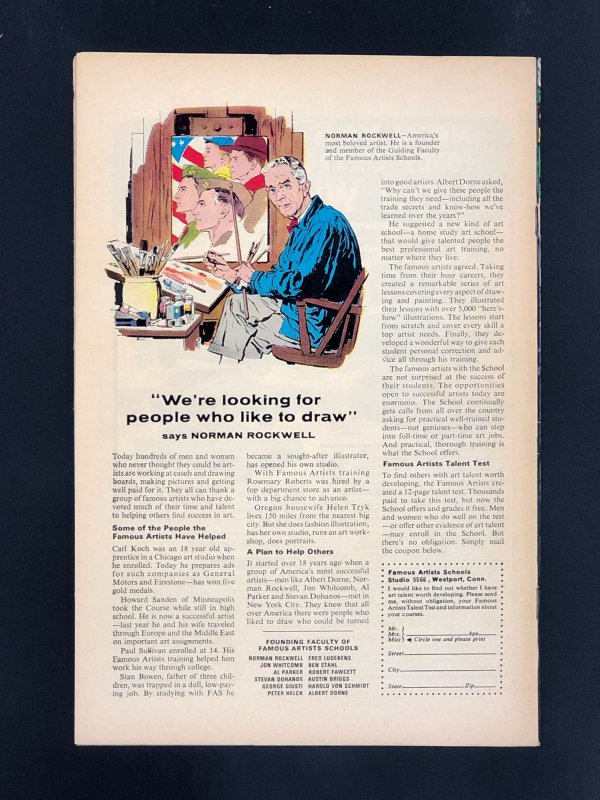 NORMAN ROCKWELL—America's
most beloved artist. He is a founder
and member of the Guiding Faculty
of the Famous Artists Schools.
"We're looking for
people who like to draw"
says NORMAN ROCKWELL
Today hundreds of men and women
who never thought they could be art-
ists are working at easels and drawing
boards, making pictures and getting
well paid for it. They all can thank a
group of famous artists who have de-
voted much of their time and talent
to helping others find success in art.
Some of the People the
Famous Artists Have Helped
Carl Koch was an 18 year old ap-
prentice in a Chicago art studio when
he enrolled. Today he prepares ads
for such companies as General
Motors and Firestone—has won five
gold medals.
Howard Sanden of Minneapolis
took the Course while still in high
school. He is now a successful artist
—last year he and his wife traveled
through Europe and the Middle East
on important art assignments.
Paul Sullivan enrolled at 14. His
Famous Artists training helped him
work his way through college.
Stan Bowen, father of three chil-
dren, was trapped in a dull, low-pay-
ing job. By studying with FAS he
became a sought-after illustrator,
has opened his own studio.
With Famous Artists training
Rosemary Roberts was hired by a
top department store as an artist—
with a big chance to advance.
Oregon housewife Helen Tryk
lives 150 miles from the nearest big
city. But she does fashion illustration,
has her own studio, runs an art work-
shop, does portraits.
A Plan to Help Others
It started over 18 years ago when a
group of America's most successful
artists—men like Albert Dorne, Nor-
man Rockwell, Jon Whitcomb, Al
Parker and Stevan Dohanos—met in
New York City. They knew that all
over America there were people who
liked to draw who could be turned
FOUNDING FACULTY OF
FAMOUS ARTISTS SCHOOLS
NORMAN ROCKWELL FRED LUDEKENS
JON WHITCOMB BEN STAHL
AL PARKER ROBERT FAWCETT
STEVAN DOHANOS AUSTIN BRIGGS
GEORGE GIUSTI HAROLD VON SCHMIDT
PETER HELCK ALBERT DORNE
into good artists. Albert Dorne asked,
"Why can't we give these people the
training they need—including all the
trade secrets and know-how we've
learned over the years?"
He suggested a new kind of art
school—a home study art school—
that would give talented people the
best professional art training, no
matter where they live.
The famous artists agreed. Taking
time from their busy careers, they
created a remarkable series of art
lessons covering every aspect of draw-
ing and painting. They illustrated
their lessons with over 5,000 "here's-
how" illustrations. The lessons start
from scratch and cover every skill a
top artist needs. Finally, they de-
veloped a wonderful way to give each
student personal correction and ad-
vice all through his training.
The famous artists with the School
are not surprised at the success of
their students. The opportunities
open to successful artists today are
enormous. The School continually
gets calls from all over the country
asking for practical well-trained stu-
dents—not geniuses—who can step
into full-time or part-time art jobs.
And practical, thorough training is
what the School offers.
Famous Artists Talent Test
To find others with art talent worth
developing, the Famous Artists, cre-
ated a 12-page talent test. Thousands
paid to take this test, but now the
School offers and grades it free. Men
and women who do well on the test
—or offer other evidence of art talent
—may enroll in the School. But
there's no obligation. Simply mail
the coupon below.
Famous Artists Schools
Studio 5566, Westport, Conn.
I would like to find out whether I have
art talent worth developing. Please send
me, without obligation, your Famous
Artists Talent Test and information about
your courses.
Mr.
Mrs. Age
Miss Circle one and please print
Street
City
State Zip